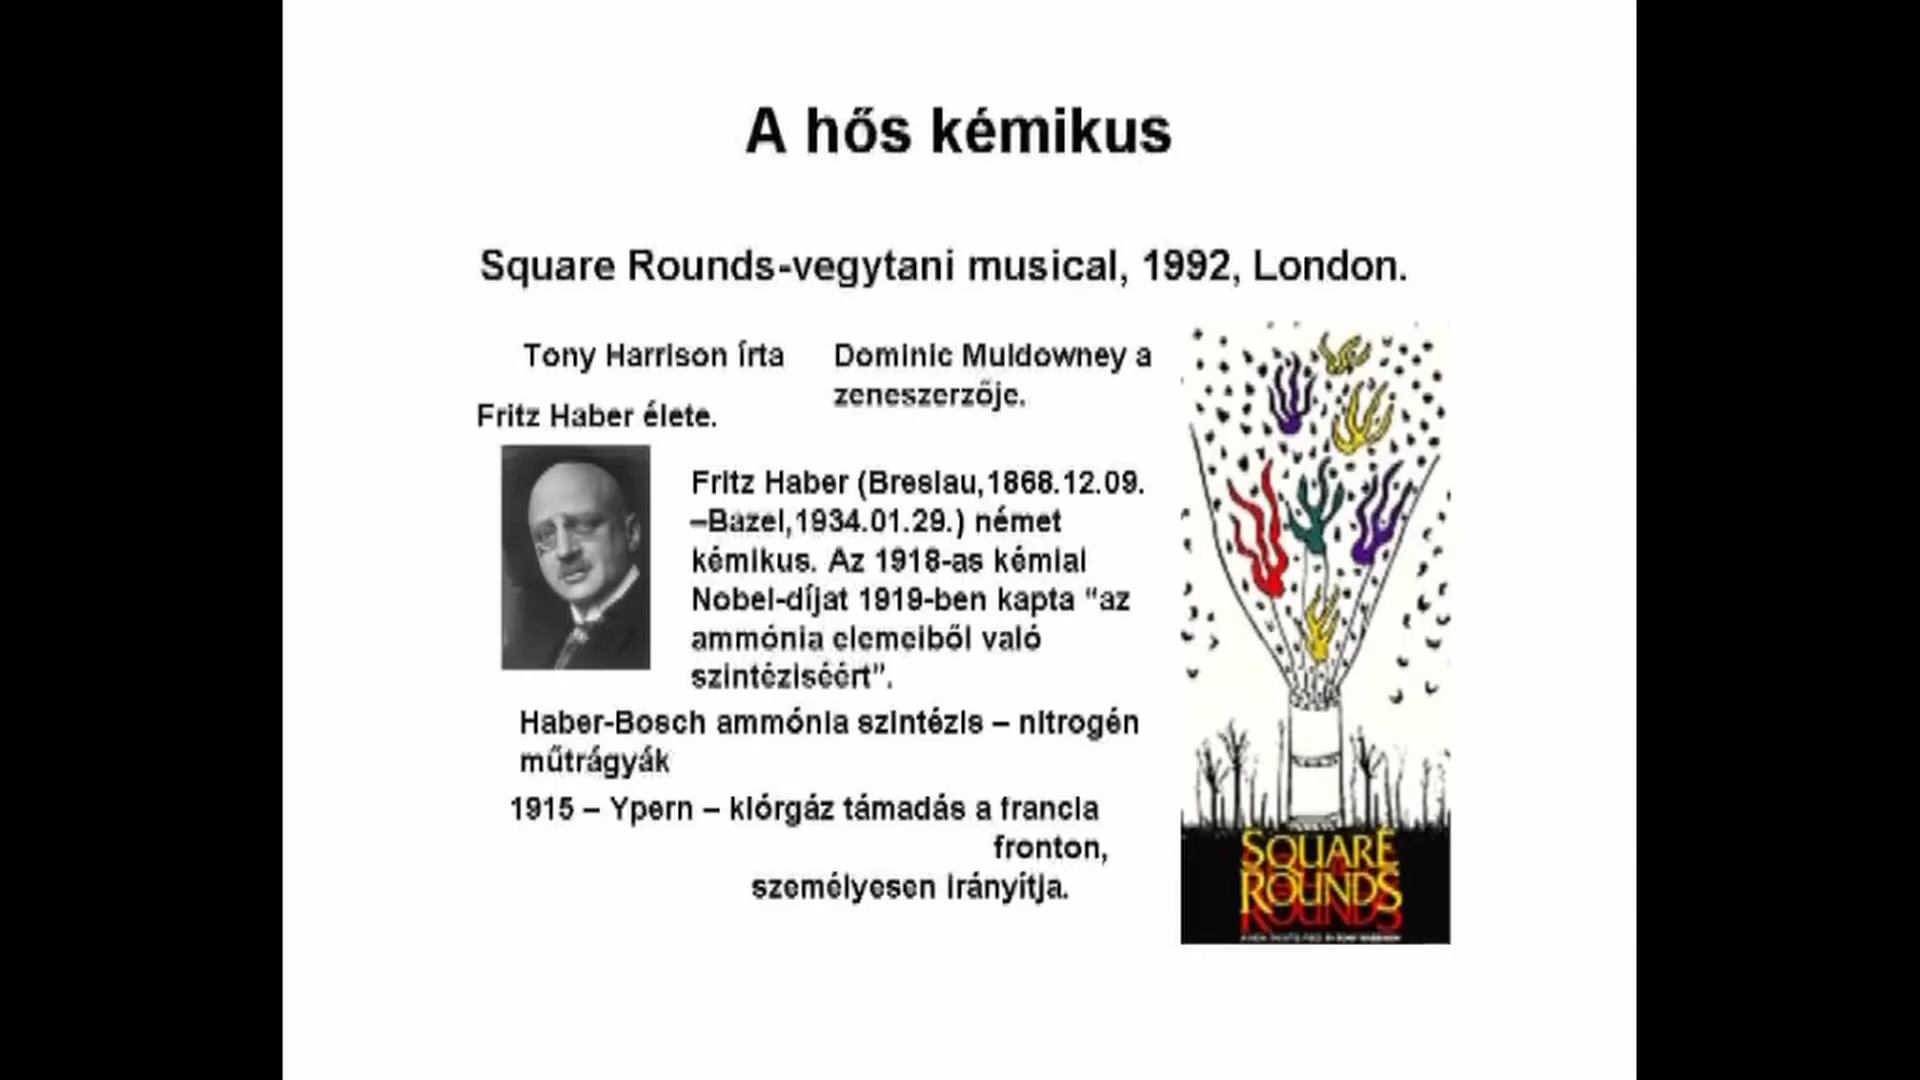 A hős kémikus
Square Rounds-vegytani musical, 1992, London.
Tony Harrison írta
Dominic Muldowney a
zeneszerzője.
Fritz Haber élete.
Fritz Haber (Breslau,1868.12.09.
–Bazel,1934.01.29.) német
kémikus. Az 1918-as kémiai
Nobel-díjat 1919-ben kapta “az
ammónia elemeiből való
szintéziséért”.
Haber-Bosch ammónia szintézis – nitrogén
műtrágyák
1915 – Ypern – klórgáz támadás a francia
fronton,
személyesen irányítja.
SQUARE
ROUNDS